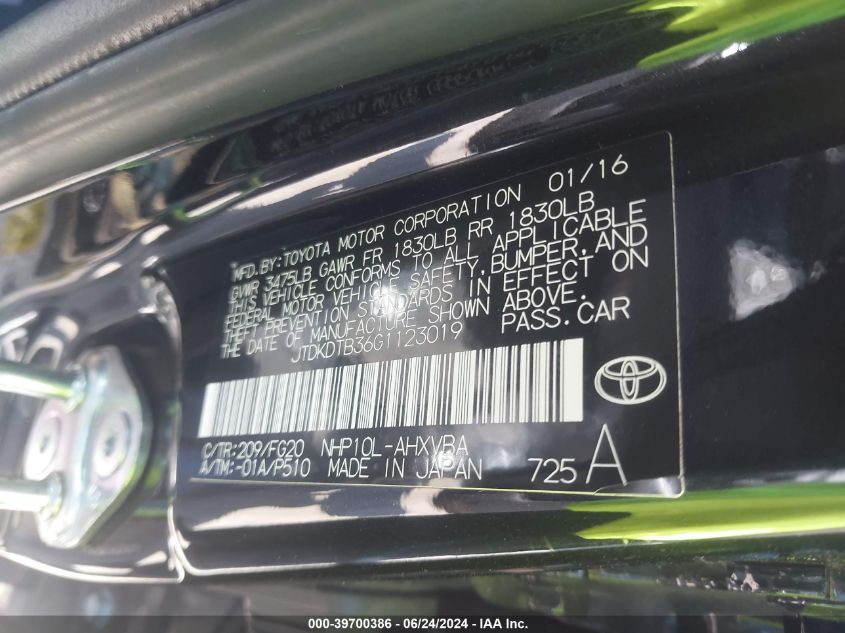 MFD.BY:TOYOTA MOTOR CORPORATION 01/16
GVWR 3475LB GAWR FR 1830LB RR 1830LB
THIS VEHICLE CONFORMS TO ALL APPLICABLE
FEDERAL MOTOR VEHICLE SAFETY,BUMPER,AND
THEFT PREVENTION STANDARDS IN EFFECT ON
THE DATE OF MANUFACTURE SHOWN ABOVE.
JTDKDTB36G1123019 PASS.CAR
C/TR:209/FG20 NHP10L-AHXVBA
A/TM:-01A/P510 MADE IN JAPAN 725 A
000-39700386 / 06/24/2024 - IAA Inc.